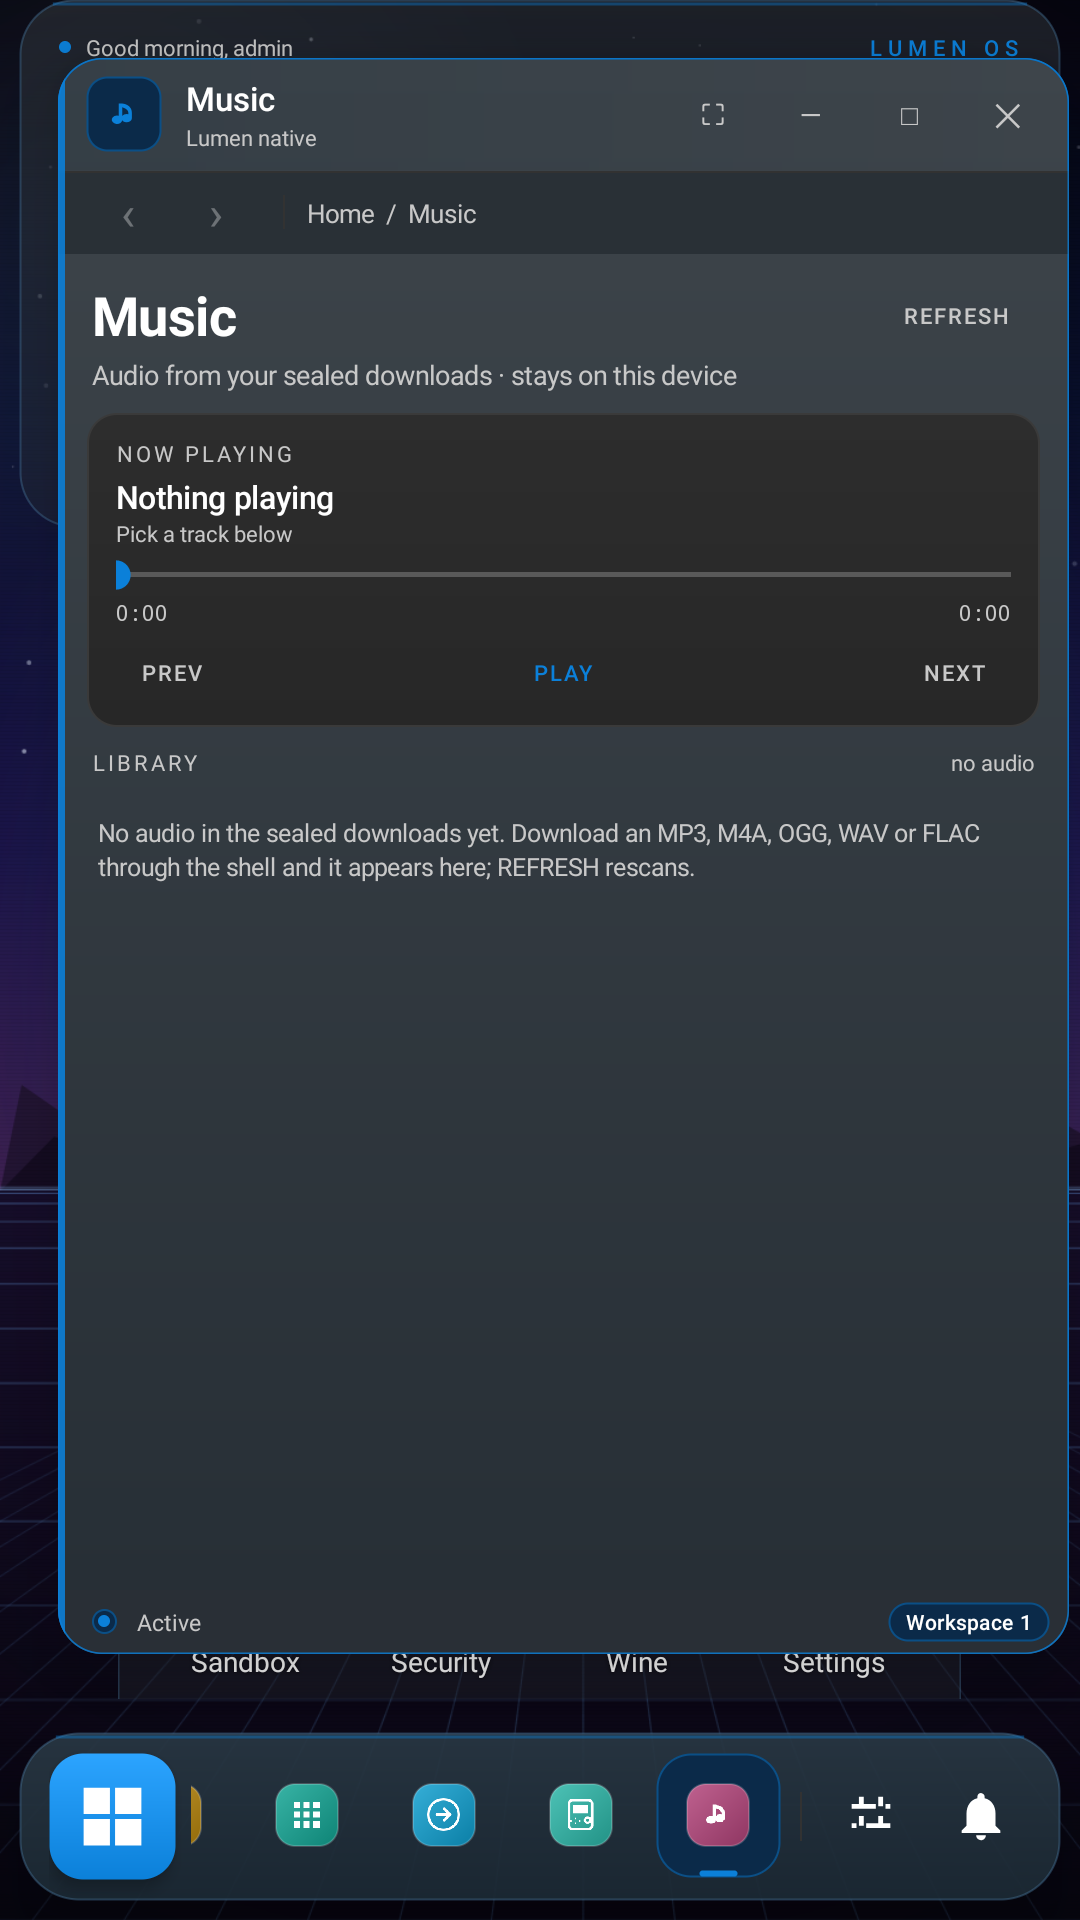 Good morning, admin
LUMEN OS
Music
Lumen native
Home / Music
Music
REFRESH
Audio from your sealed downloads · stays on this device
NOW PLAYING
Nothing playing
Pick a track below
0:00
0:00
PREV
PLAY
NEXT
LIBRARY
no audio
No audio in the sealed downloads yet. Download an MP3, M4A, OGG, WAV or FLAC
through the shell and it appears here; REFRESH rescans.
Active
Workspace 1
Sandbox
Security
Wine
Settings